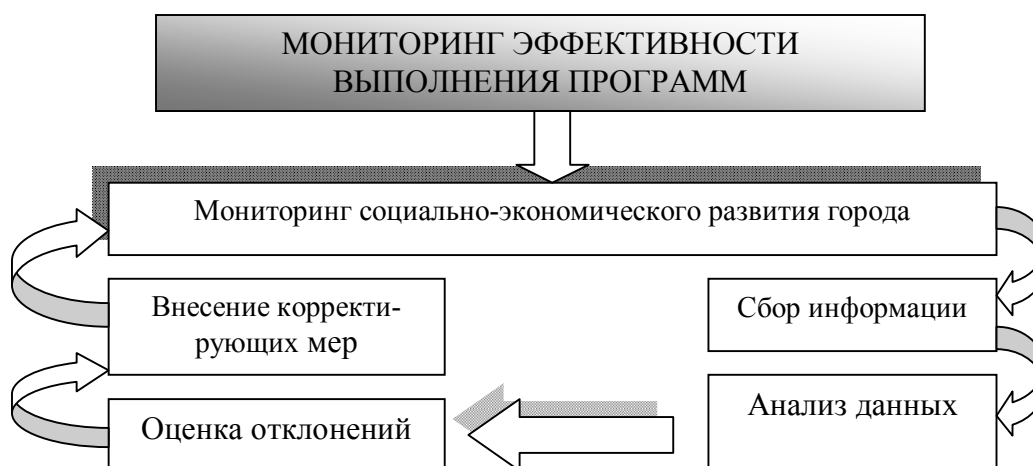 МОНИТОРИНГ ЭФФЕКТИВНОСТИ
ВЫПОЛНЕНИЯ ПРОГРАММ
Мониторинг социально-экономического развития города
Внесение корректи-
рующих мер
Сбор информации
Оценка отклонений
Анализ данных